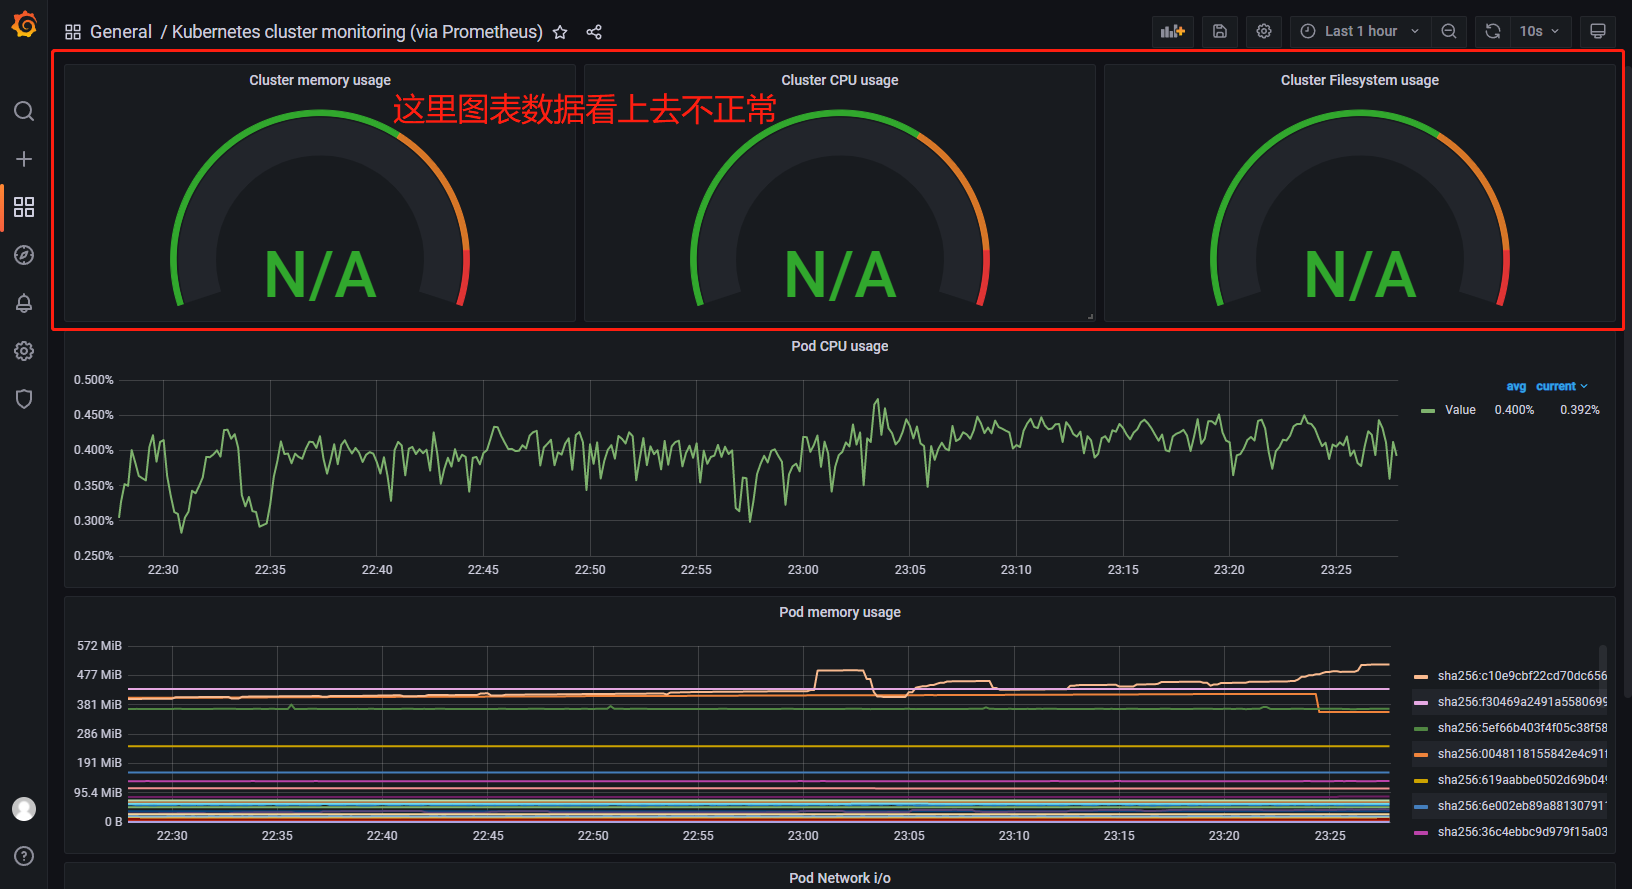 General / Kubernetes cluster monitoring (via Prometheus)
Last 1 hour
10s
Cluster memory usage
Cluster CPU usage
Cluster Filesystem usage
这里图表数据看上去不正常
N/A
N/A
N/A
Pod CPU usage
0.500%
0.450%
0.400%
0.350%
0.300%
0.250%
22:30 22:35 22:40 22:45 22:50 22:55 23:00 23:05 23:10 23:15 23:20 23:25
avg current
Value 0.400% 0.392%
Pod memory usage
572 MiB
477 MiB
381 MiB
286 MiB
191 MiB
95.4 MiB
0 B
22:30 22:35 22:40 22:45 22:50 22:55 23:00 23:05 23:10 23:15 23:20 23:25
sha256:c10e9cbf22cd70dc656
sha256:f30469a2491a5580699
sha256:5ef66b403f4f05c38f58
sha256:0048118155842e4c91f
sha256:619aabbe0502d69b049
sha256:6e002eb89a881307911
sha256:36c4ebbc9d979f15a03
Pod Network i/o